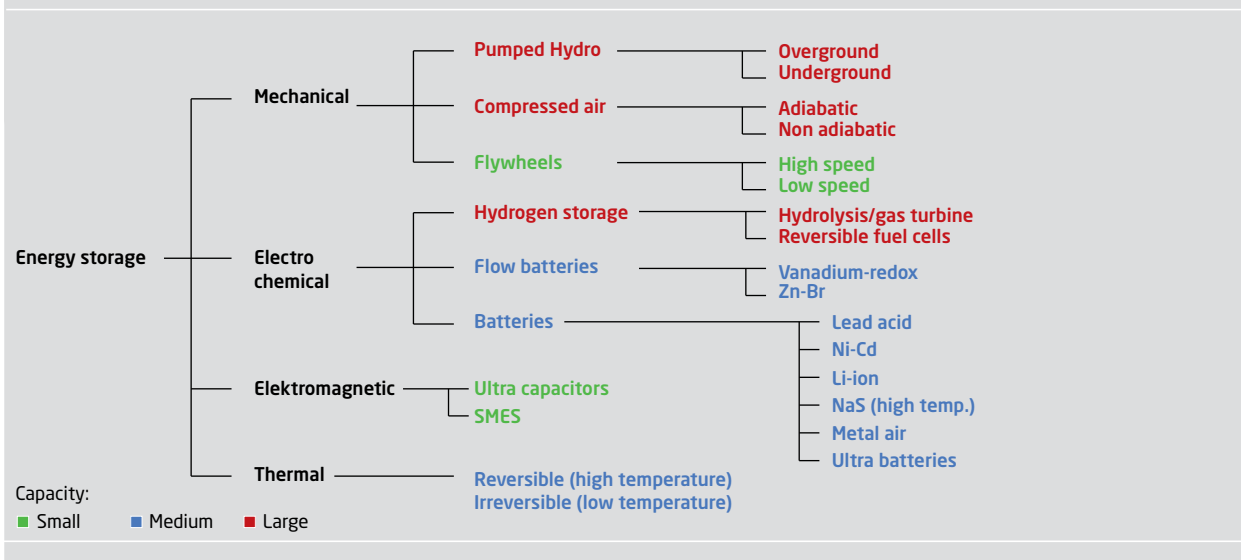 Pumped Hydro
Overground
Underground
Mechanical
Compressed air
Adiabatic
Non adiabatic
Flywheels
High speed
Low speed
Hydrogen storage
Hydrolysis/gas turbine
Reversible fuel cells
Energy storage
Electro
chemical
Flow batteries
Vanadium-redox
Zn-Br
Batteries
Lead acid
Ni-Cd
Li-ion
NaS (high temp.)
Metal air
Ultra batteries
Elektromagnetic
Ultra capacitors
SMES
Thermal
Reversible (high temperature)
Irreversible (low temperature)
Capacity:
Small Medium Large